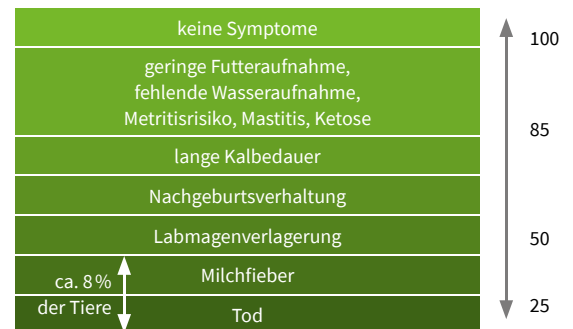 keine Symptome
geringe Futteraufnahme,
fehlende Wasseraufnahme,
Metritisrisiko, Mastitis, Ketose
lange Kalbedauer
Nachgeburtsverhaltung
Labmagenverlagerung
ca. 8 %
der Tiere
Milchfieber
Tod
100
85
50
25